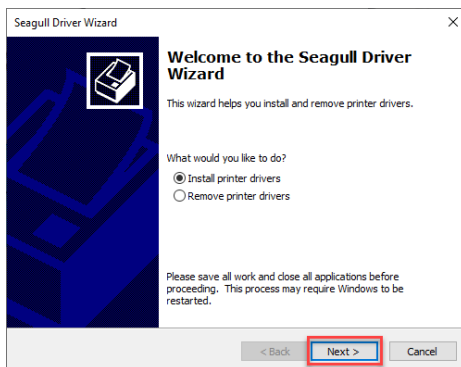 Seagull Driver Wizard
Welcome to the Seagull Driver
Wizard
This wizard helps you install and remove printer drivers.
What would you like to do?
Install printer drivers
Remove printer drivers
Please save all work and close all applications before
proceeding. This process may require Windows to be
restarted.
< Back Next > Cancel